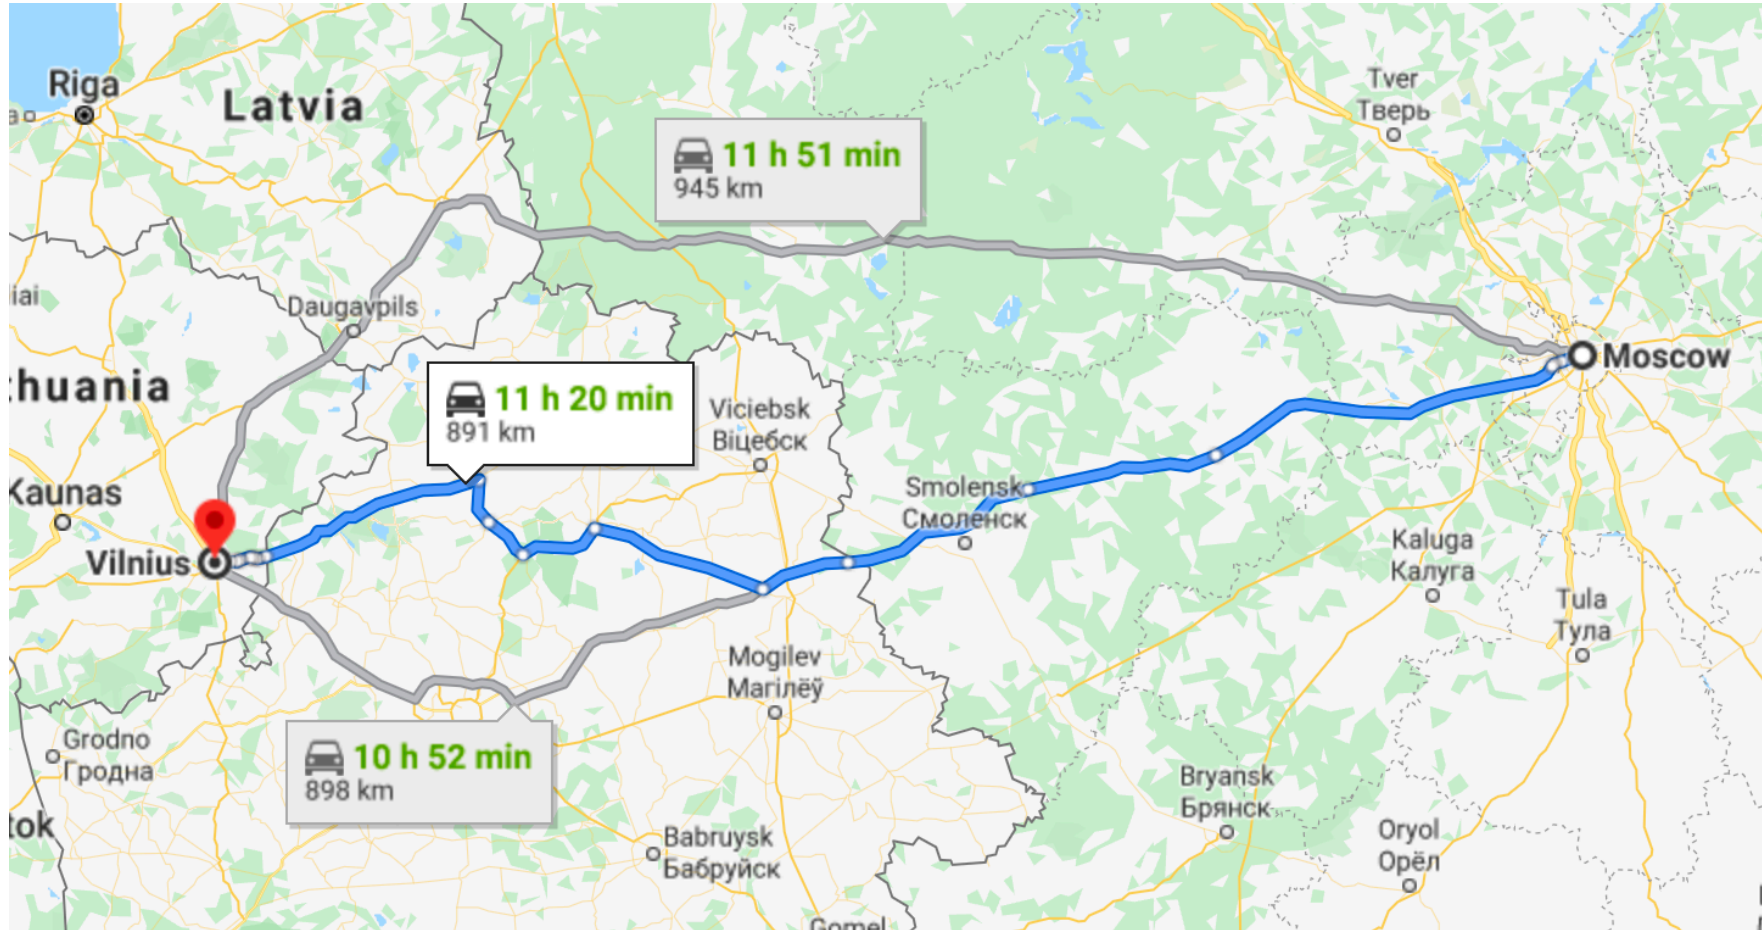 Riga
Latvia
Tver
Тверь
11 h 51 min
945 km
Daugavpils
Moscow
11 h 20 min
891 km
Viciebsk
Віцебск
Kaunas
Smolensk
Смоленск
Vilnius
Kaluga
Калуга
Tula
Тула
Mogilev
Магілёў
Grodno
Гродна
10 h 52 min
898 km
Bryansk
Брянск
Babruysk
Бабруйск
Oryol
Орёл
Gomel